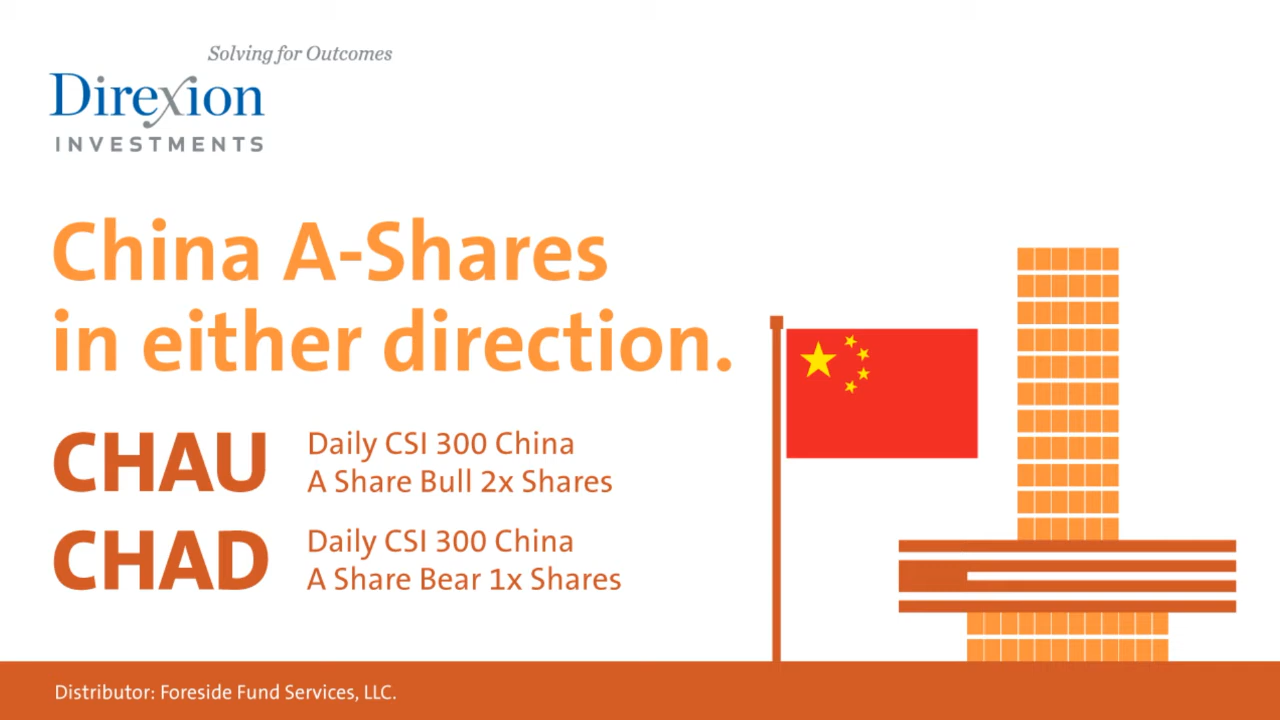 Solving for Outcomes
Direxion
INVESTMENTS
China A-Shares
in either direction.
CHAU
Daily CSI 300 China
A Share Bull 2x Shares
CHAD
Daily CSI 300 China
A Share Bear 1x Shares
Distributor: Foreside Fund Services, LLC.